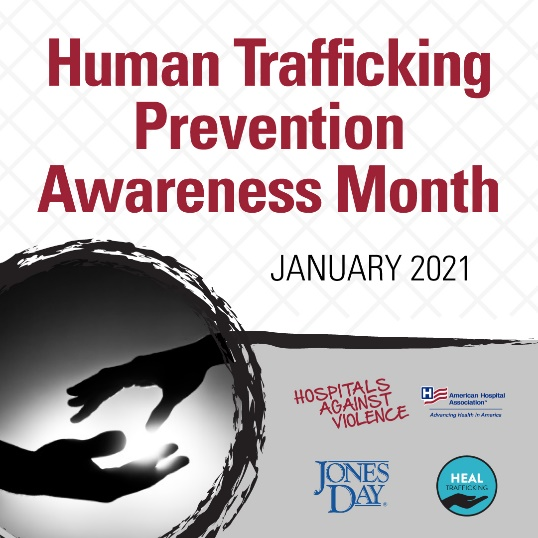 Human Trafficking
Prevention
Awareness Month
JANUARY 2021
HOSPITALS
AGAINST
VIOLENCE
H
American Hospital
Association®
Advancing Health in America
JONES
DAY®
HEAL
TRAFFICKING